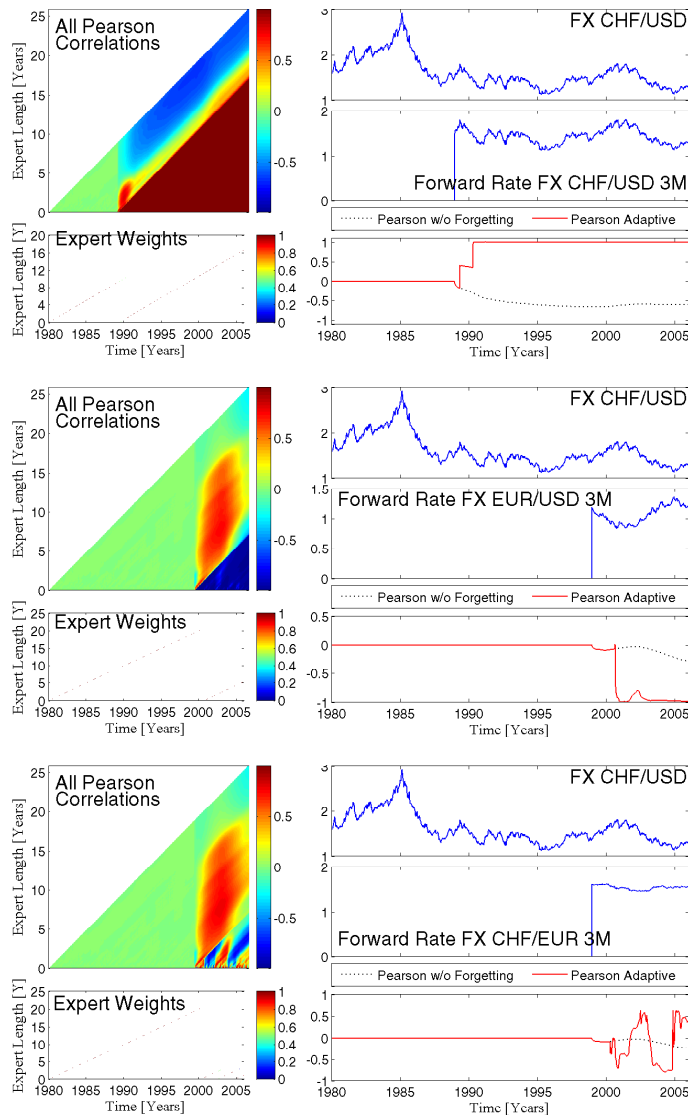 All Pearson
Correlations
Expert Length [Years]
25
20
15
10
5
0
0.5
0
-0.5
FX CHF/USD
3
2
1
Forward Rate FX CHF/USD 3M
2
1
0
Expert Weights
Expert Length [Y]
20
16
12
8
4
0
1980 1985 1990 1995 2000 2005
Time [Years]
1
0.8
0.6
0.4
0.2
0
Pearson w/o Forgetting
Pearson Adaptive
1
0.5
0
-0.5
-1
1980 1985 1990 1995 2000 2005
Time [Years]
All Pearson
Correlations
Expert Length [Years]
25
20
15
10
5
0
0.5
0
-0.5
FX CHF/USD
3
2
1
Forward Rate FX EUR/USD 3M
1.5
1
0.5
0
Expert Weights
Expert Length [Y]
25
20
15
10
5
0
1980 1985 1990 1995 2000 2005
Time [Years]
1
0.8
0.6
0.4
0.2
0
Pearson w/o Forgetting
Pearson Adaptive
0.5
0
-0.5
-1
1980 1985 1990 1995 2000 2005
Time [Years]
All Pearson
Correlations
Expert Length [Years]
25
20
15
10
5
0
0.5
0
-0.5
FX CHF/USD
3
2
1
Forward Rate FX CHF/EUR 3M
2
1
0
Expert Weights
Expert Length [Y]
25
20
15
10
5
0
1980 1985 1990 1995 2000 2005
Time [Years]
1
0.8
0.6
0.4
0.2
0
Pearson w/o Forgetting
Pearson Adaptive
1
0.5
0
-0.5
-1
1980 1985 1990 1995 2000 2005
Time [Years]